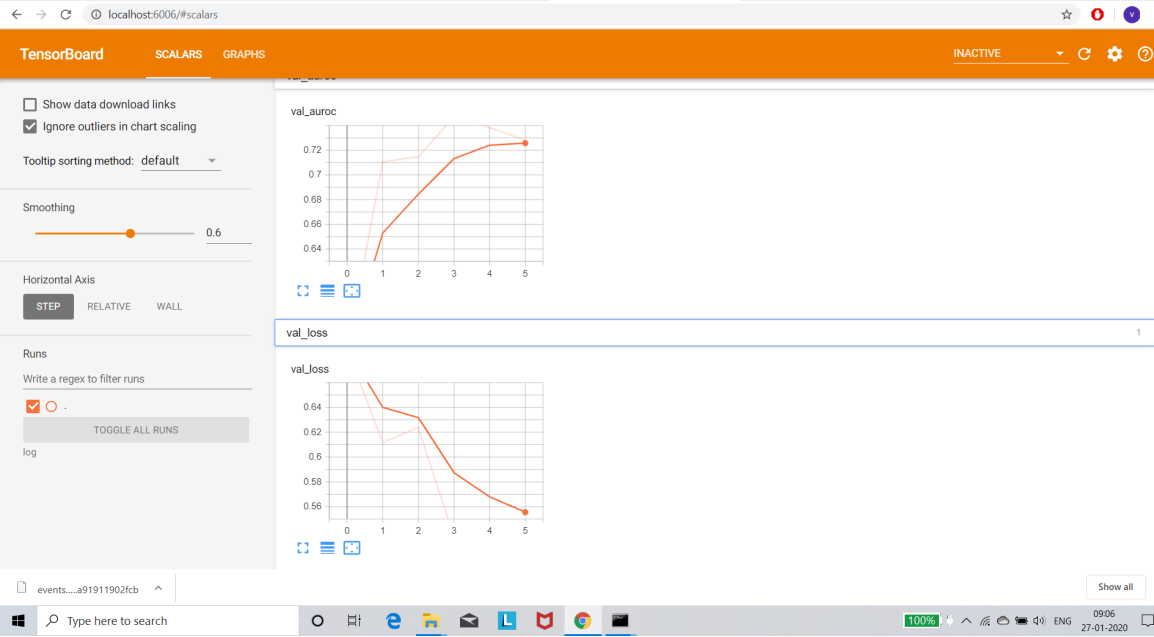 localhost:6006/#scalars
V
TensorBoard
SCALARS
GRAPHS
INACTIVE
val_auroc
Show data download links
Ignore outliers in chart scaling
Tooltip sorting method: default
Smoothing
0.6
Horizontal Axis
STEP RELATIVE WALL
Runs
Write a regex to filter runs
.
TOGGLE ALL RUNS
log
val_auroc
0.72
0.7
0.68
0.66
0.64
0 1 2 3 4 5
val_loss 1
val_loss
0.64
0.62
0.6
0.58
0.56
0 1 2 3 4 5
events.....a91911902fcb
Show all
Type here to search
L
100%
ENG
09:06
27-01-2020